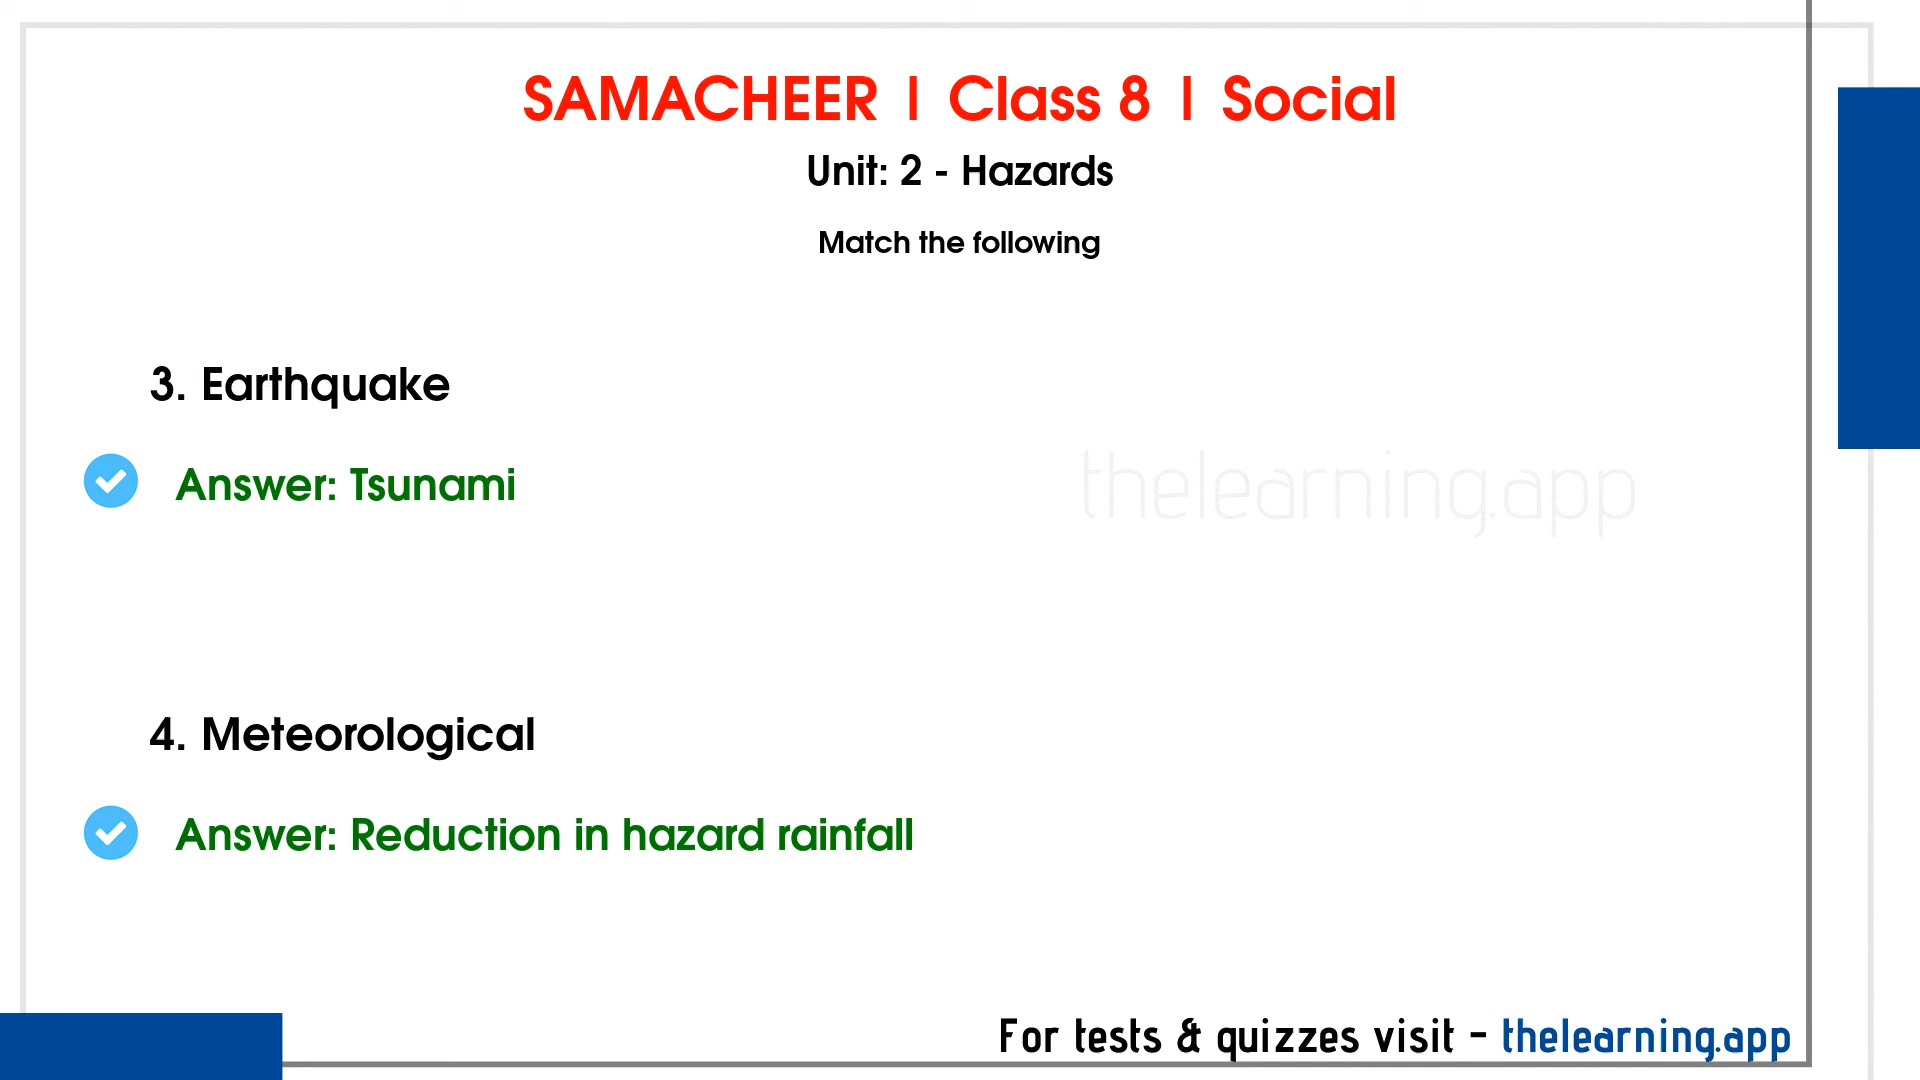 SAMACHEER | Class 8 | Social
Unit: 2 - Hazards
Match the following
3. Earthquake
Answer: Tsunami
thelearning.app
4. Meteorological
Answer: Reduction in hazard rainfall
For tests & quizzes visit - thelearning.app